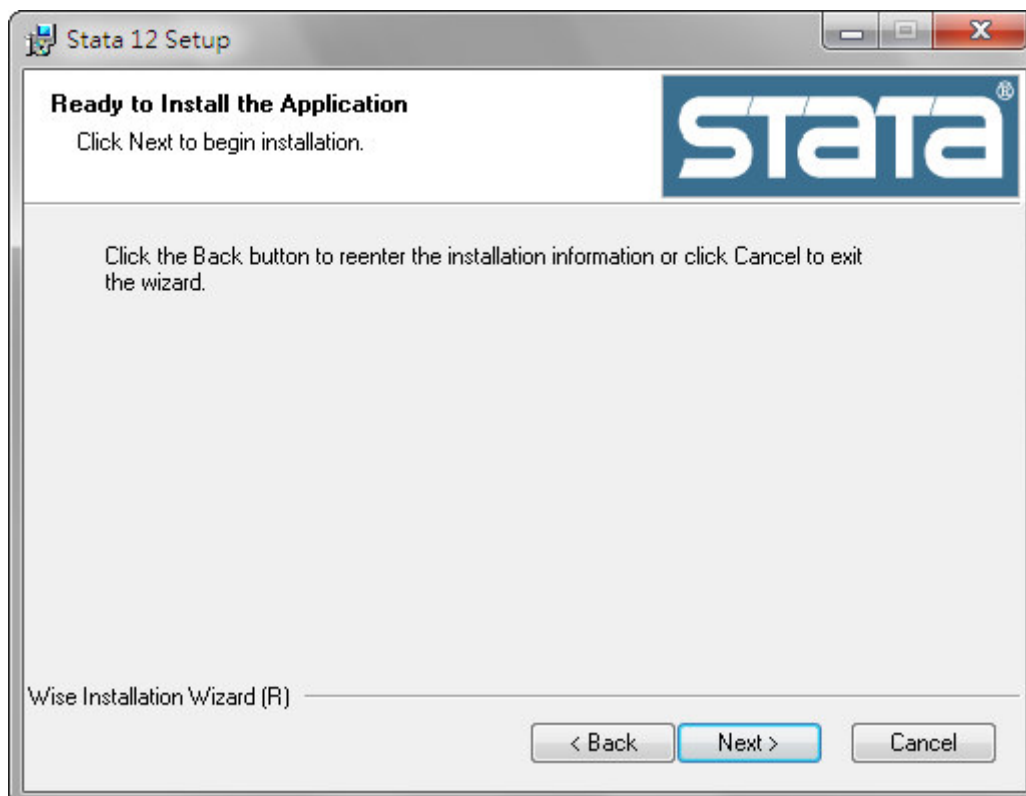 Stata 12 Setup
Ready to Install the Application
Click Next to begin installation.
STATA®
Click the Back button to reenter the installation information or click Cancel to exit
the wizard.
Wise Installation Wizard (R)
< Back
Next >
Cancel